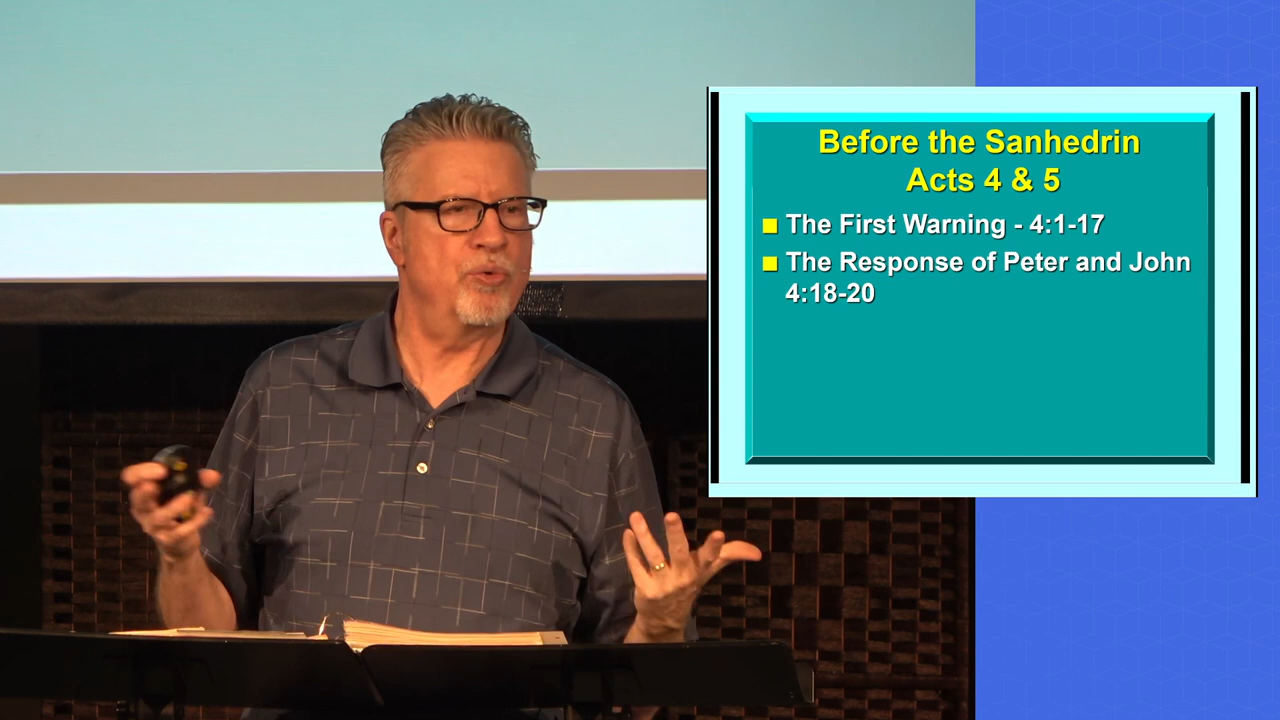 Before the Sanhedrin
Acts 4 & 5
The First Warning - 4:1-17
The Response of Peter and John
4:18-20